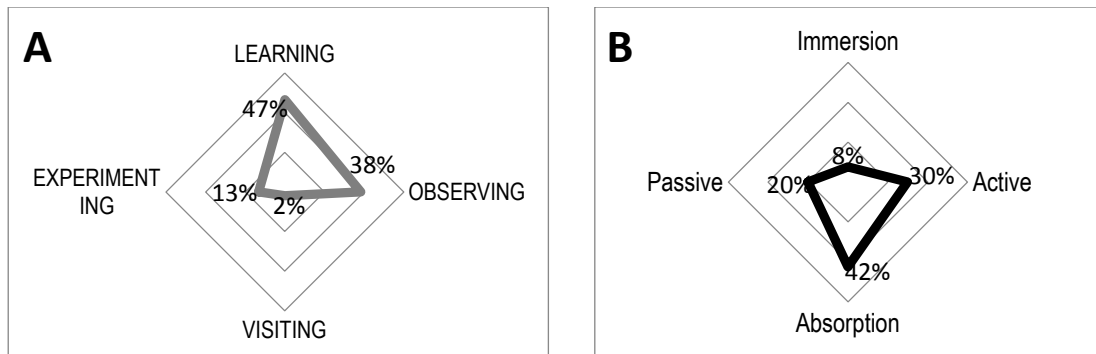 A
LEARNING
47%
38%
EXPERIMENT
ING
13%
2%
OBSERVING
VISITING
B
Immersion
8%
Passive
20%
30%
Active
42%
Absorption